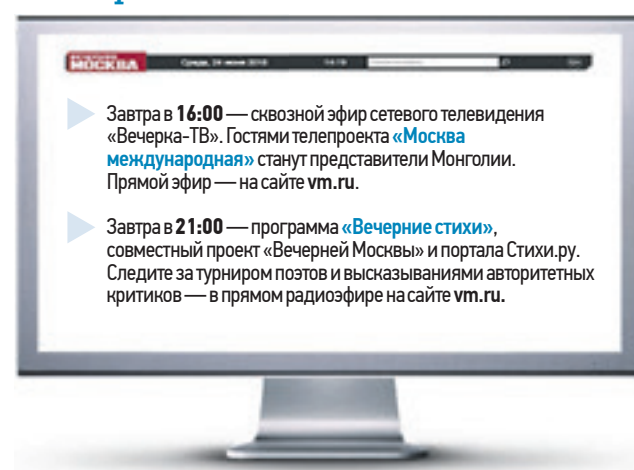 МОСКВА
Завтра в 16:00 — сквозной эфир сетевого телевидения
«Вечерка-ТВ». Гостями телепроекта «Москва
международная» станут представители Монголии.
Прямой эфир — на сайте vm.ru.
Завтра в 21:00 — программа «Вечерние стихи»,
совместный проект «Вечерней Москвы» и портала Стихи.ру.
Следите за турниром поэтов и высказываниями авторитетных
критиков — в прямом радиоэфире на сайте vm.ru.